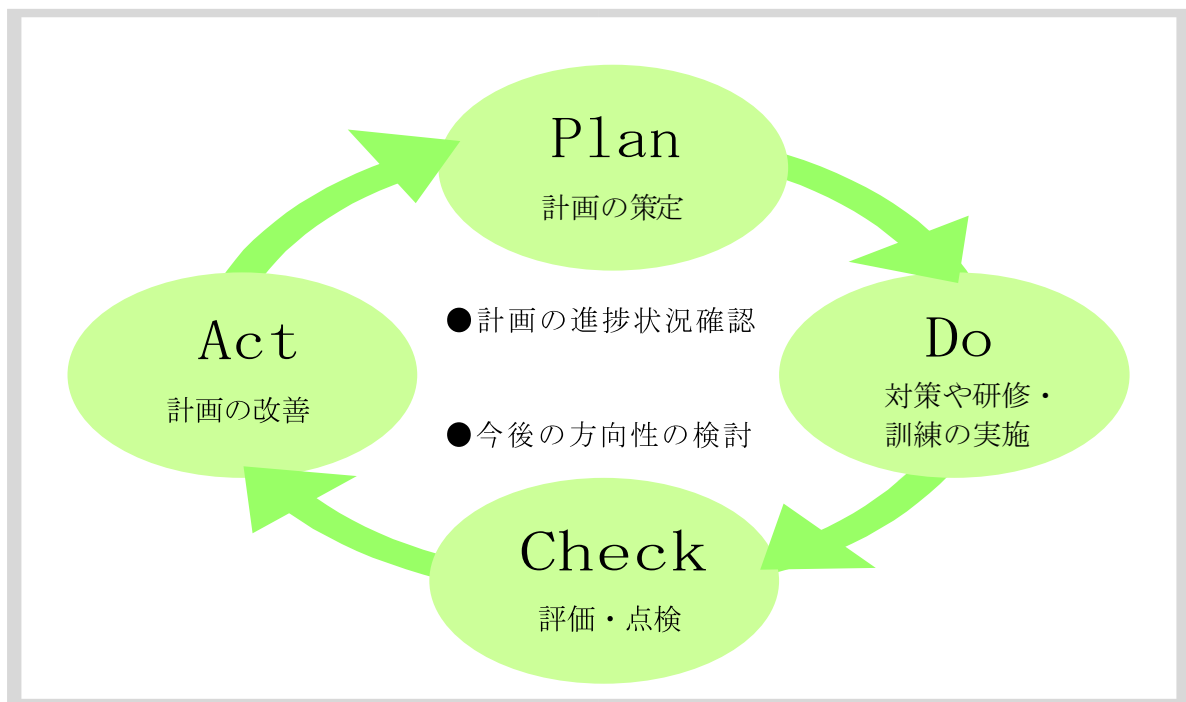 Plan
計画の策定
●計画の進捗状況確認
Act
計画の改善
Do
対策や研修・
訓練の実施
●今後の方向性の検討
Check
評価・点検